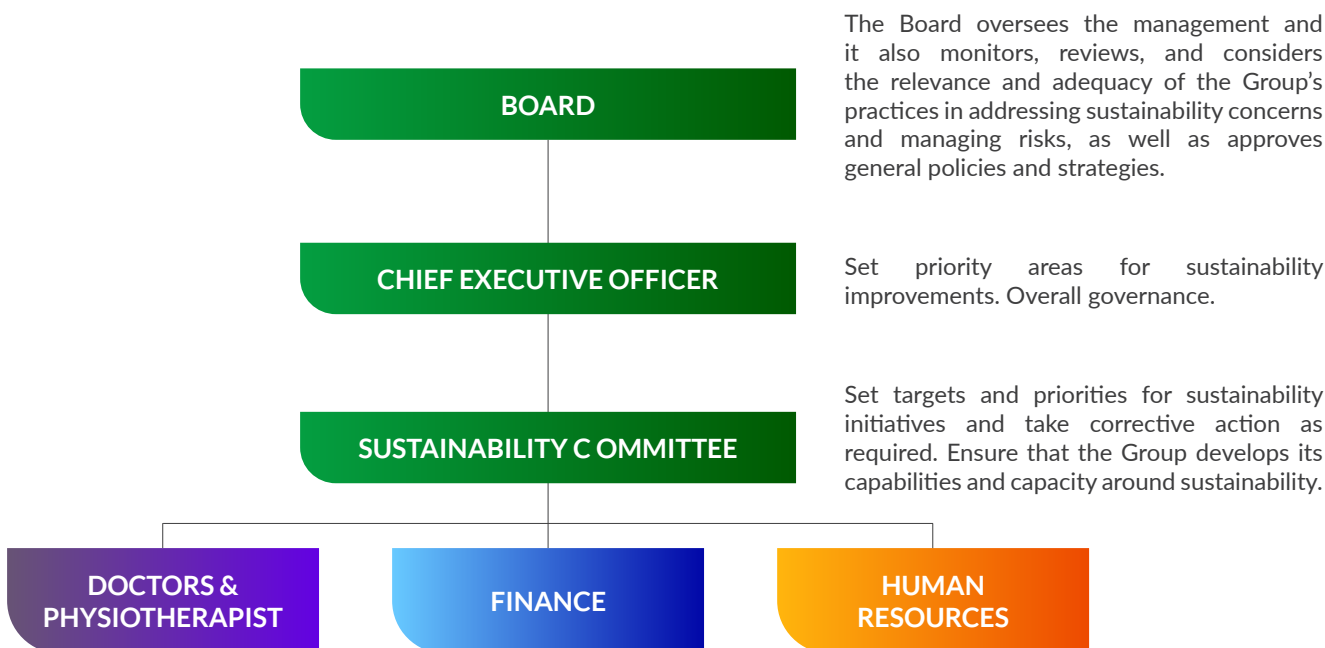 BOARD
The Board oversees the management and
it also monitors, reviews, and considers
the relevance and adequacy of the Group’s
practices in addressing sustainability concerns
and managing risks, as well as approves
general policies and strategies.
CHIEF EXECUTIVE OFFICER
Set priority areas for sustainability
improvements. Overall governance.
SUSTAINABILITY C OMMITTEE
Set targets and priorities for sustainability
initiatives and take corrective action as
required. Ensure that the Group develops its
capabilities and capacity around sustainability.
DOCTORS &
PHYSIOTHERAPIST
FINANCE
HUMAN
RESOURCES